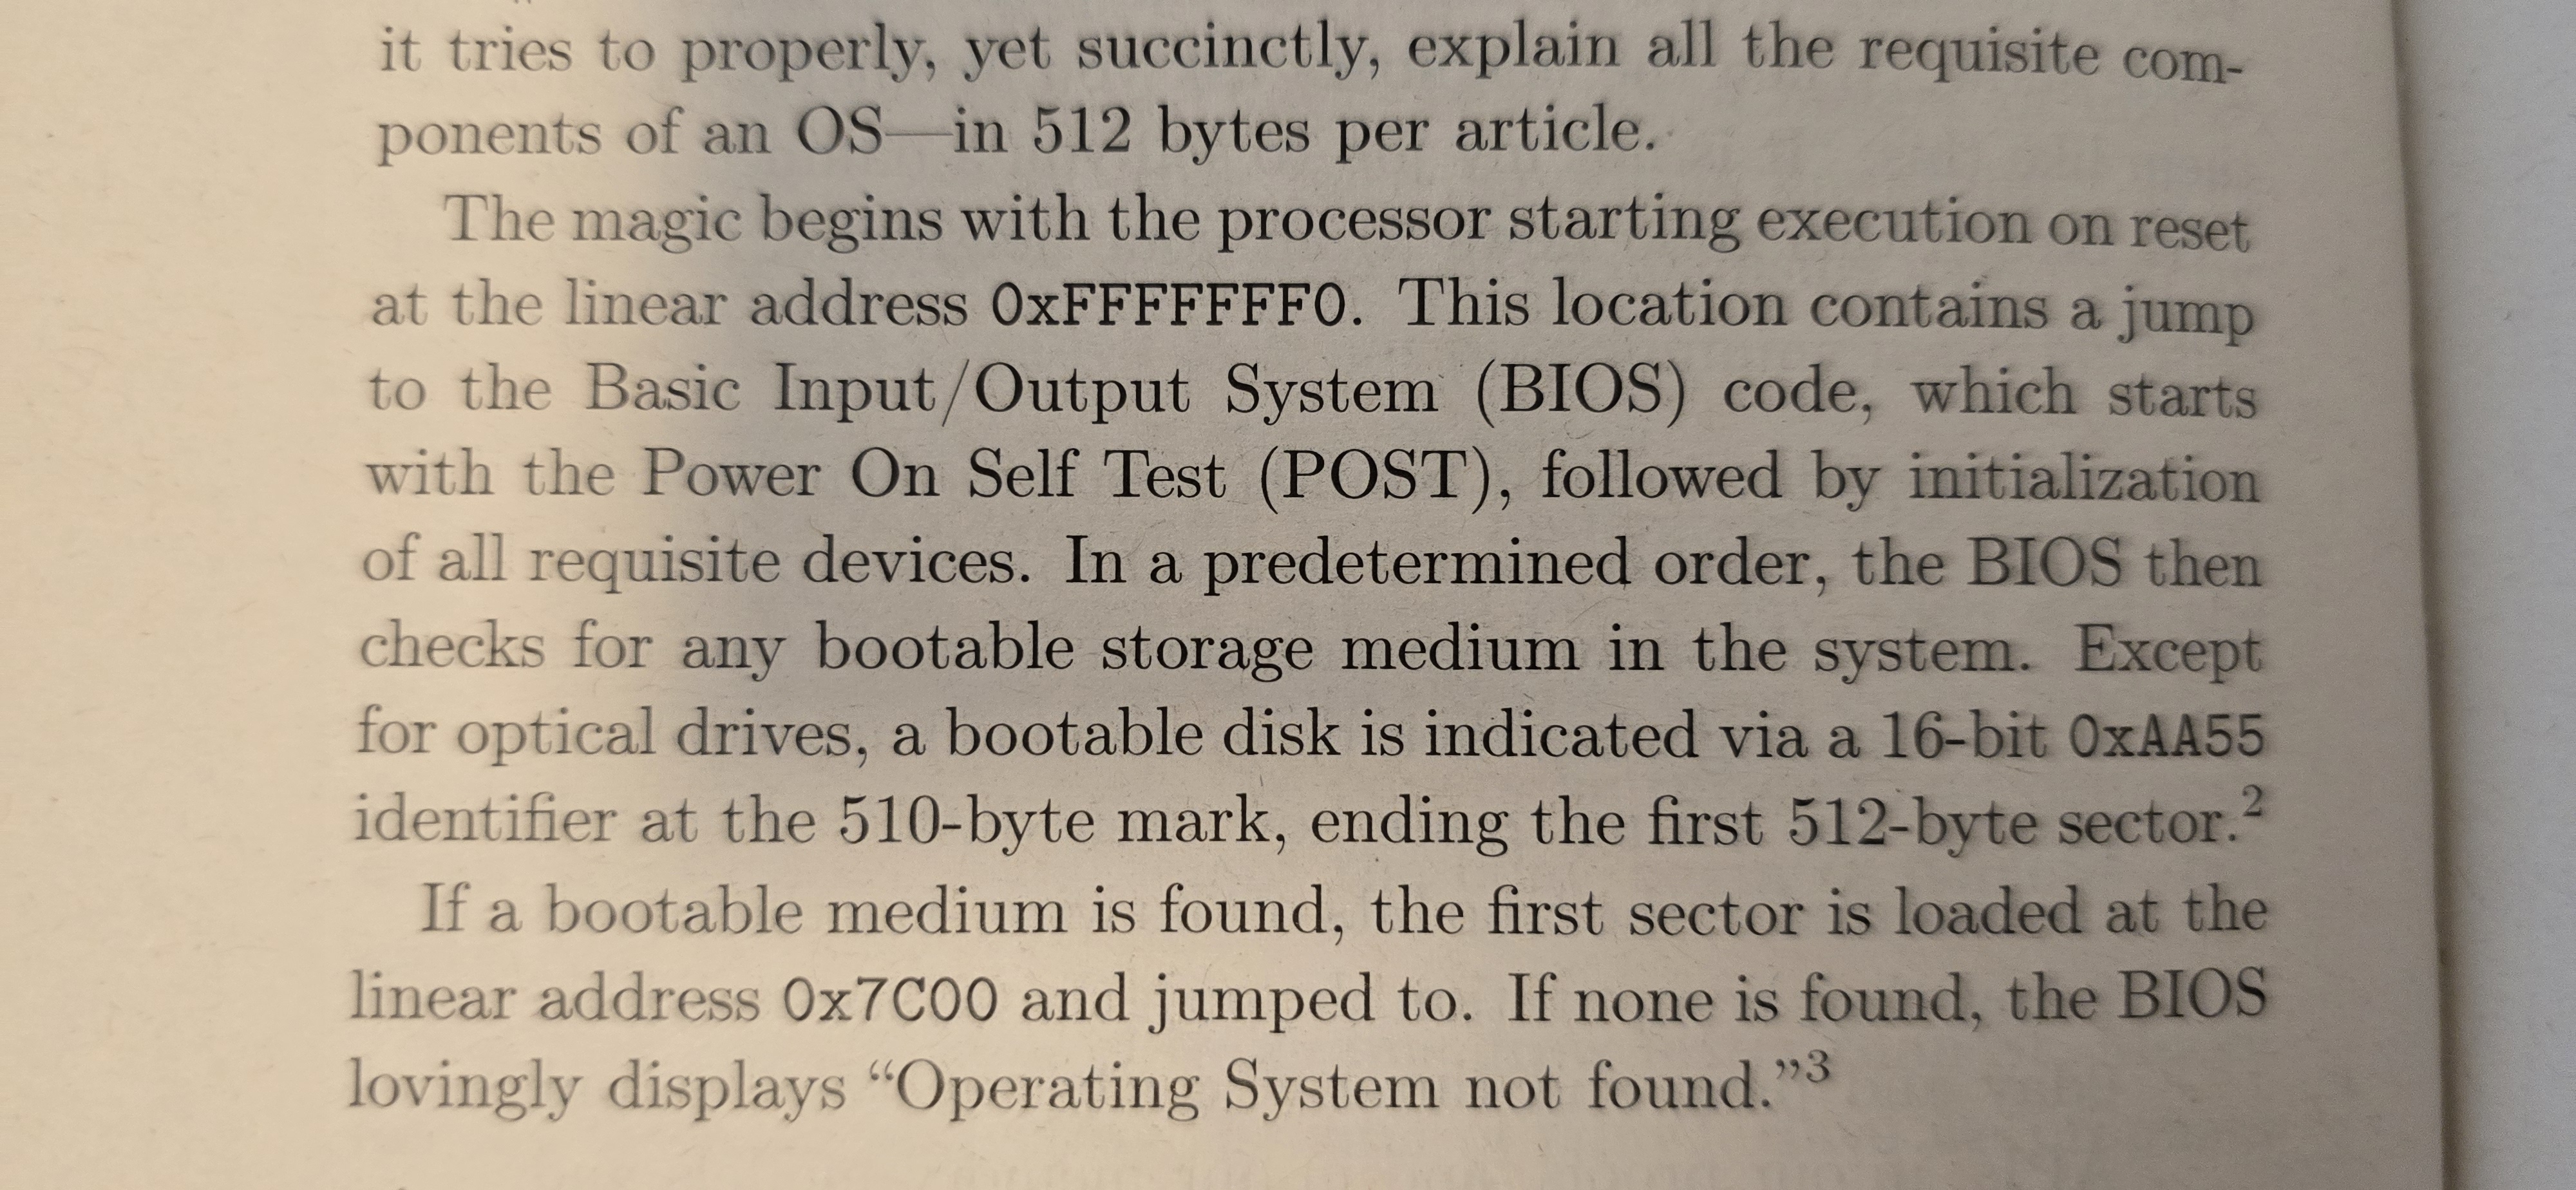 it tries to properly, yet succinctly, explain all the requisite com-
ponents of an OS—in 512 bytes per article.
The magic begins with the processor starting execution on reset
at the linear address 0xFFFFFFF0. This location contains a jump
to the Basic Input/Output System (BIOS) code, which starts
with the Power On Self Test (POST), followed by initialization
of all requisite devices. In a predetermined order, the BIOS then
checks for any bootable storage medium in the system. Except
for optical drives, a bootable disk is indicated via a 16-bit 0xAA55
identifier at the 510-byte mark, ending the first 512-byte sector.²
If a bootable medium is found, the first sector is loaded at the
linear address 0x7C00 and jumped to. If none is found, the BIOS
lovingly displays “Operating System not found.”³